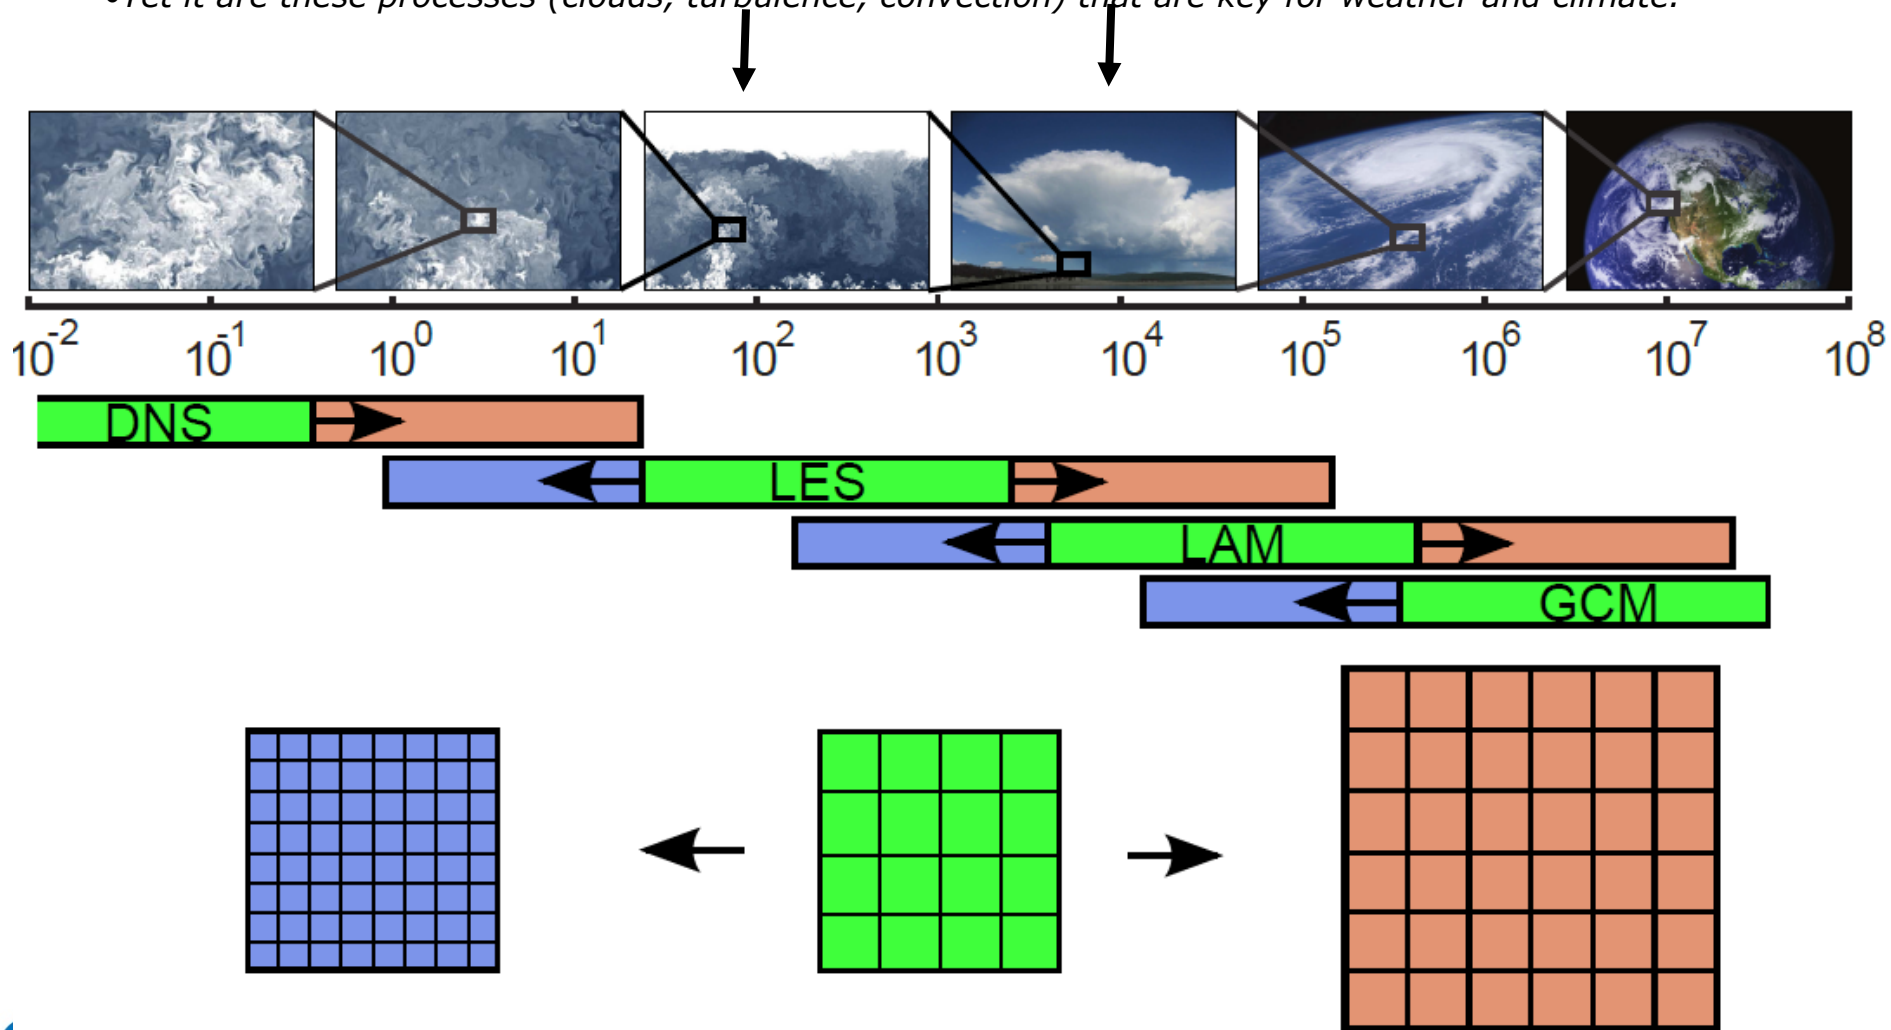 •Yet it are these processes (clouds, turbulence, convection) that are key for weather and climate.
10^-2 10^-1 10^0 10^1 10^2 10^3 10^4 10^5 10^6 10^7 10^8
DNS
LES
LAM
GCM